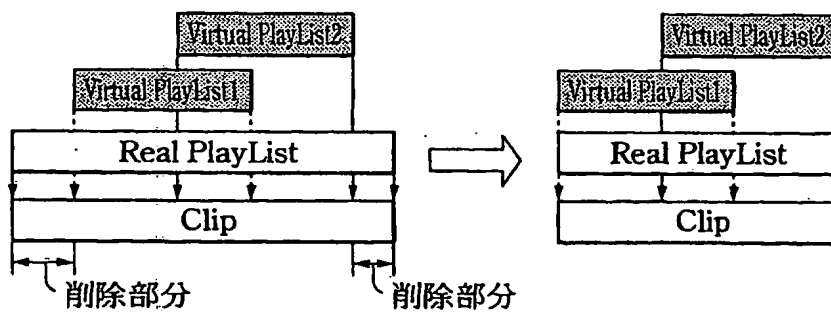 Virtual PlayList2
Virtual PlayList1
Real PlayList
Clip
削除部分
削除部分
Virtual PlayList2
Virtual PlayList1
Real PlayList
Clip